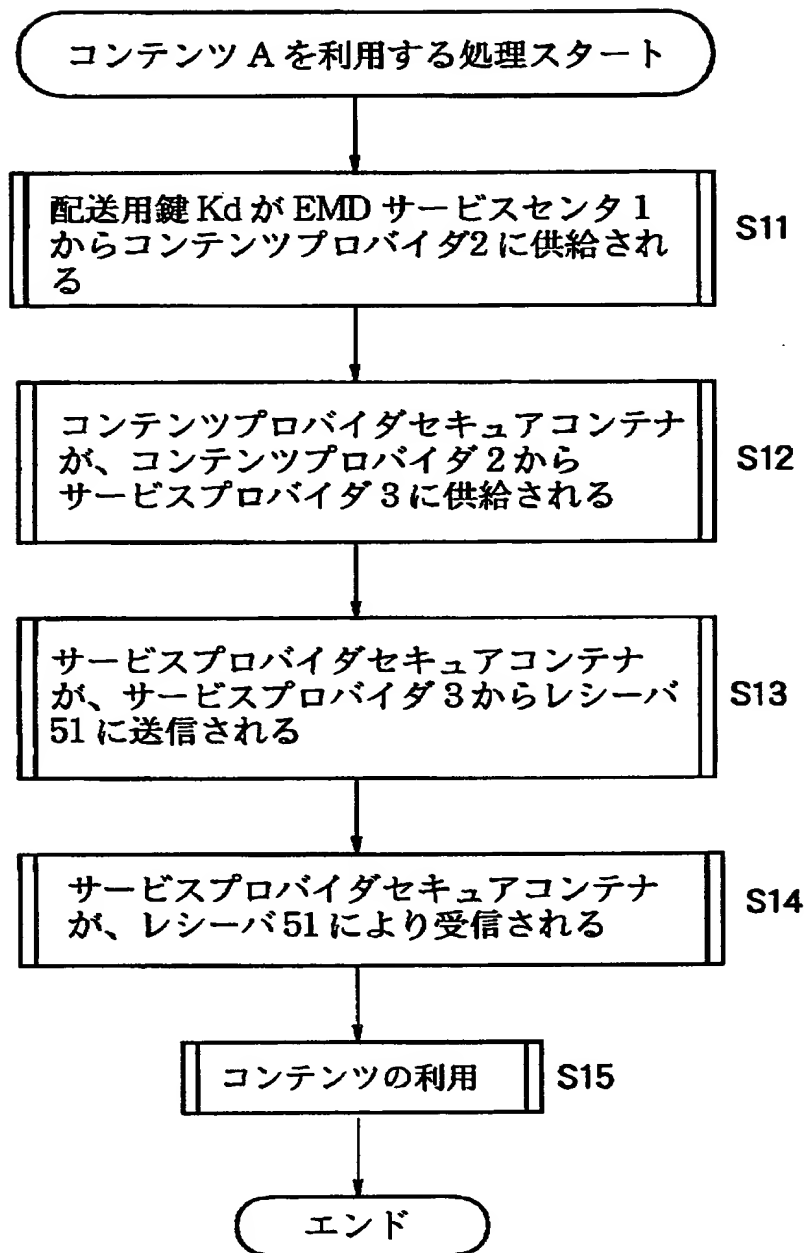 コンテンツAを利用する処理スタート
配送用鍵KdがEMDサービスセンタ1
からコンテンツプロバイダ2に供給され
る
S11
コンテンツプロバイダセキュアコンテナ
が、コンテンツプロバイダ2から
サービスプロバイダ3に供給される
S12
サービスプロバイダセキュアコンテナ
が、サービスプロバイダ3からレシーバ
51に送信される
S13
サービスプロバイダセキュアコンテナ
が、レシーバ51により受信される
S14
コンテンツの利用
S15
エンド